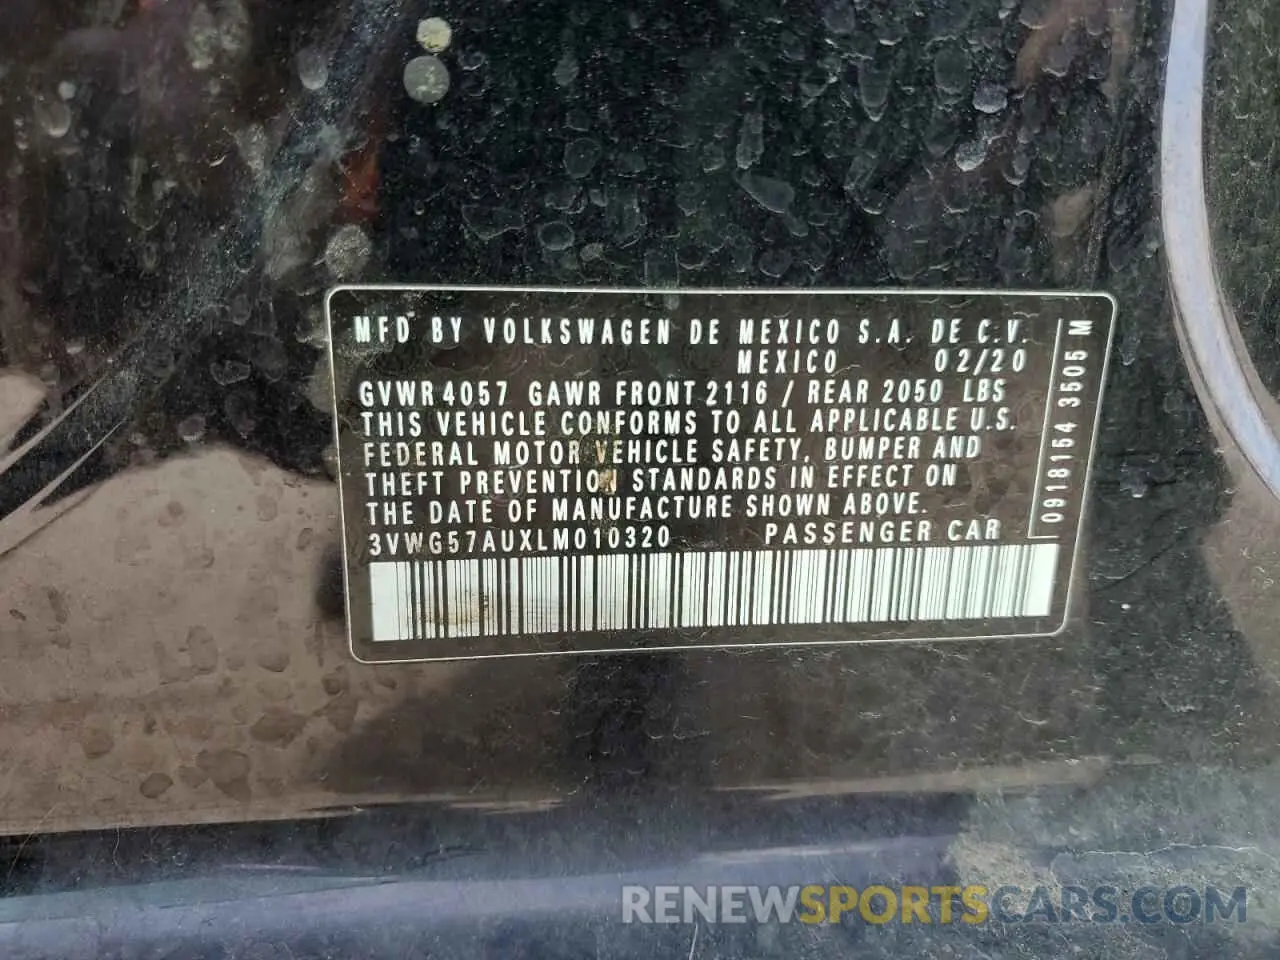 MFD BY VOLKSWAGEN DE MEXICO S.A. DE C.V.
MEXICO 02/20
GVWR 4057 GAWR FRONT 2116 / REAR 2050 LBS
THIS VEHICLE CONFORMS TO ALL APPLICABLE U.S.
FEDERAL MOTOR VEHICLE SAFETY, BUMPER AND
THEFT PREVENTION STANDARDS IN EFFECT ON
THE DATE OF MANUFACTURE SHOWN ABOVE.
3VWG57AUXLM010320 PASSENGER CAR
0918154 3505 M
RENEWSPORTSCARS.COM